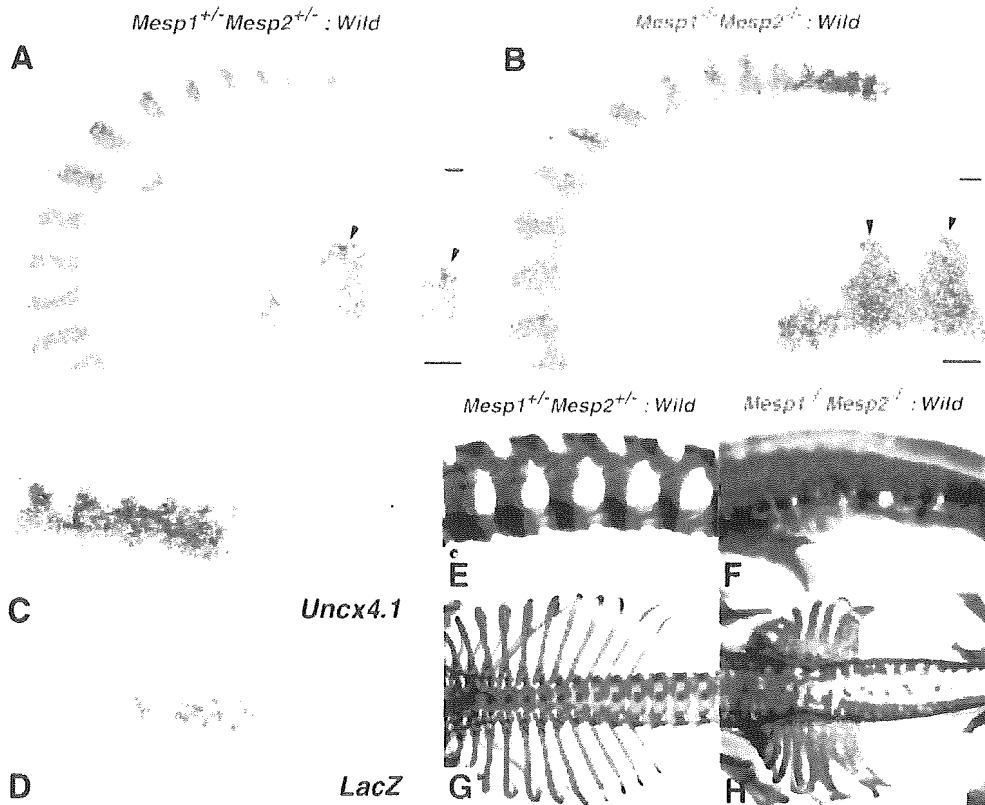 Mesp1+/-Mesp2+/- : Wild
Mesp1-/-Mesp2-/- : Wild
A
B
Mesp1+/-Mesp2+/- : Wild
Mesp1-/-Mesp2-/- : Wild
E
F
C
Uncx4.1
D
LacZ
G
H